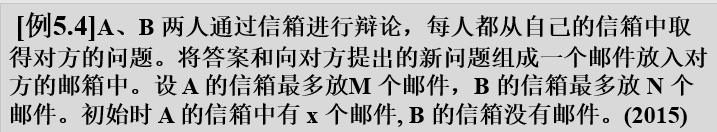 [例5.4]A、B 两人通过信箱进行辩论，每人都从自己的信箱中取
得对方的问题。将答案和向对方提出的新问题组成一个邮件放入对
方的邮箱中。设 A 的信箱最多放M 个邮件，B 的信箱最多放 N 个
邮件。初始时 A 的信箱中有 x 个邮件, B 的信箱没有邮件。(2015)